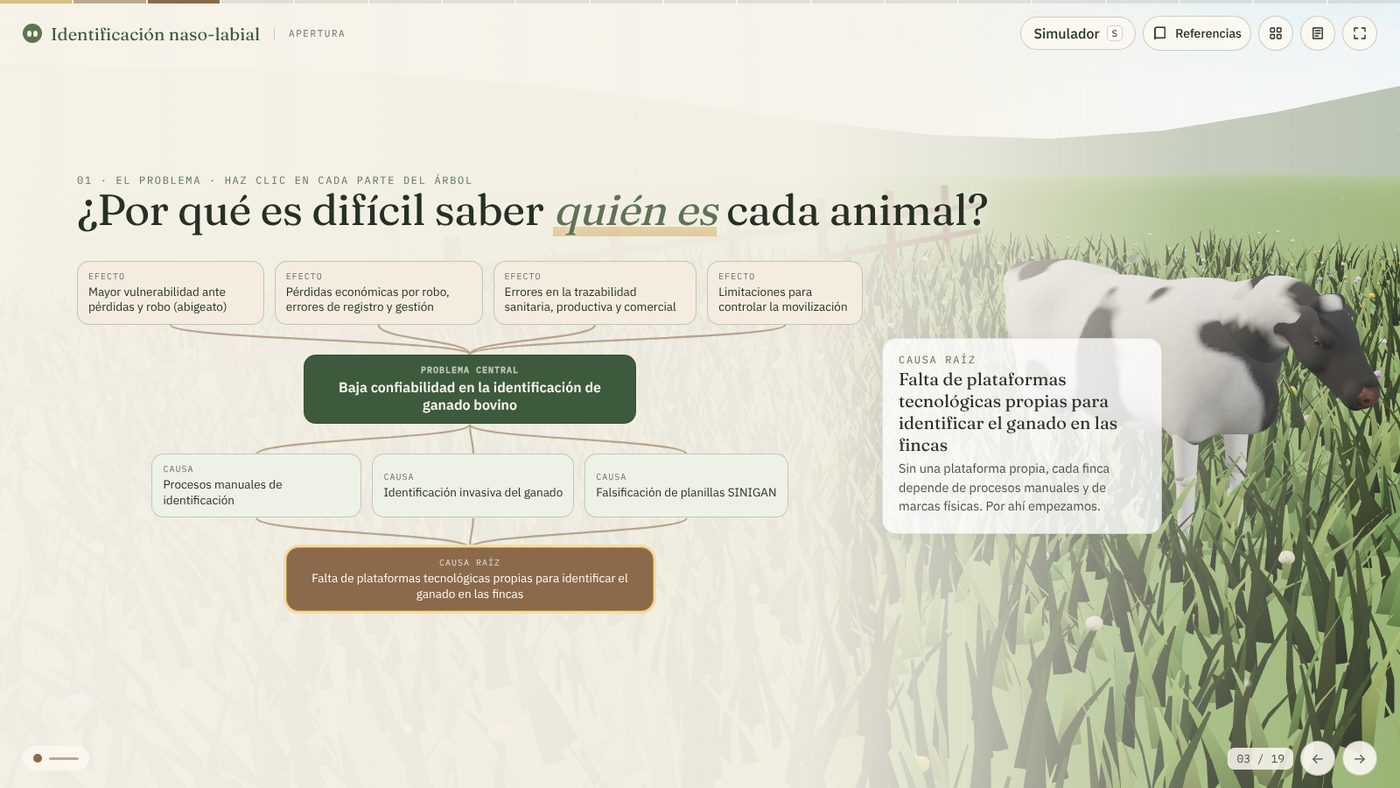 Identificación naso-labial
APERTURA
Simulador S
Referencias
01 · EL PROBLEMA · HAZ CLIC EN CADA PARTE DEL ÁRBOL
¿Por qué es difícil saber quién es cada animal?
EFECTO
Mayor vulnerabilidad ante
pérdidas y robo (abigeato)
EFECTO
Pérdidas económicas por robo,
errores de registro y gestión
EFECTO
Errores en la trazabilidad
sanitaria, productiva y comercial
EFECTO
Limitaciones para
controlar la movilización
PROBLEMA CENTRAL
Baja confiabilidad en la identificación de
ganado bovino
CAUSA
Procesos manuales de
identificación
CAUSA
Identificación invasiva del ganado
CAUSA
Falsificación de planillas SINIGAN
CAUSA RAÍZ
Falta de plataformas tecnológicas propias para identificar el
ganado en las fincas
CAUSA RAÍZ
Falta de plataformas
tecnológicas propias para
identificar el ganado en las
fincas
Sin una plataforma propia, cada finca
depende de procesos manuales y de
marcas físicas. Por ahí empezamos.
03 / 19